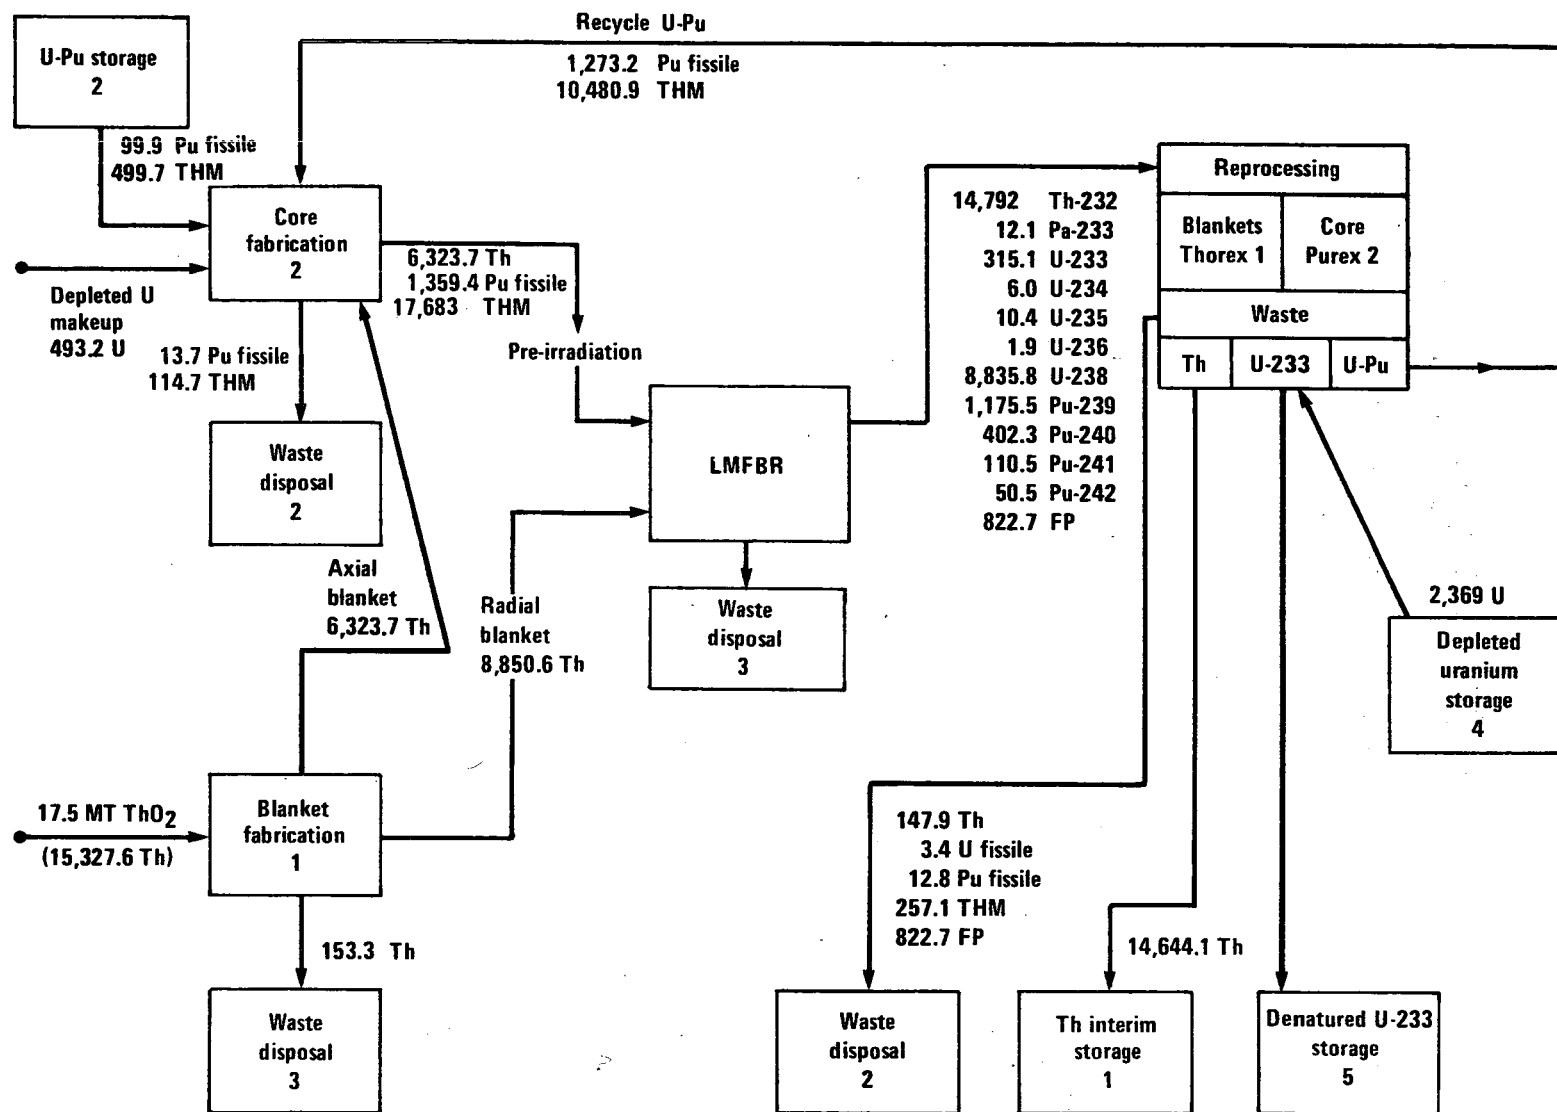 Recycle U-Pu
1,273.2 Pu fissile
10,480.9 THM
U-Pu storage
2
99.9 Pu fissile
499.7 THM
Core
fabrication
2
Depleted U
makeup
493.2 U
6,323.7 Th
1,359.4 Pu fissile
17,683 THM
Pre-irradiation
13.7 Pu fissile
114.7 THM
Waste
disposal
2
LMFBR
Waste
disposal
3
Axial
blanket
6,323.7 Th
Radial
blanket
8,850.6 Th
17.5 MT ThO2
(15,327.6 Th)
Blanket
fabrication
1
153.3 Th
Waste
disposal
3
14,792 Th-232
12.1 Pa-233
315.1 U-233
6.0 U-234
10.4 U-235
1.9 U-236
8,835.8 U-238
1,175.5 Pu-239
402.3 Pu-240
110.5 Pu-241
50.5 Pu-242
822.7 FP
Reprocessing
Blankets
Thorex 1
Core
Purex 2
Waste
Th
U-233
U-Pu
2,369 U
Depleted
uranium
storage
4
147.9 Th
3.4 U fissile
12.8 Pu fissile
257.1 THM
822.7 FP
14,644.1 Th
Waste
disposal
2
Th interim
storage
1
Denatured U-233
storage
5